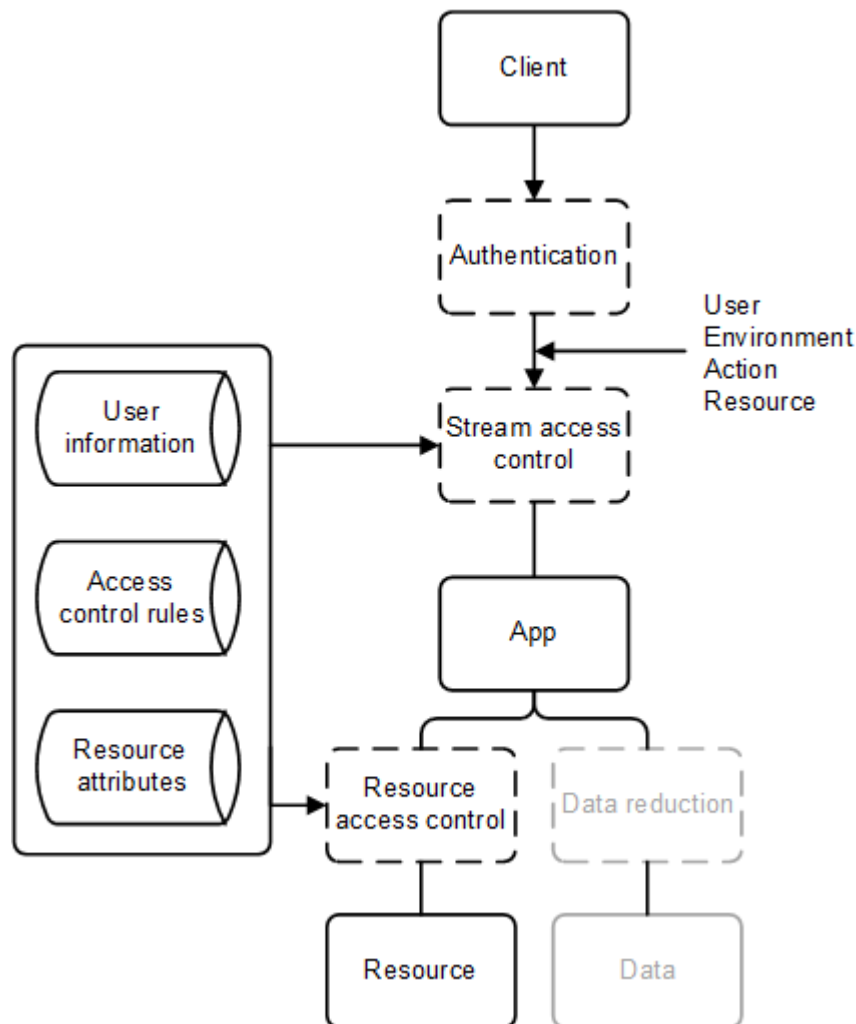 Client
Authentication
User
Environment
Action
Resource
User
information
Stream access
control
Access
control rules
App
Resource
attributes
Resource
access control
Data reduction
Resource
Data